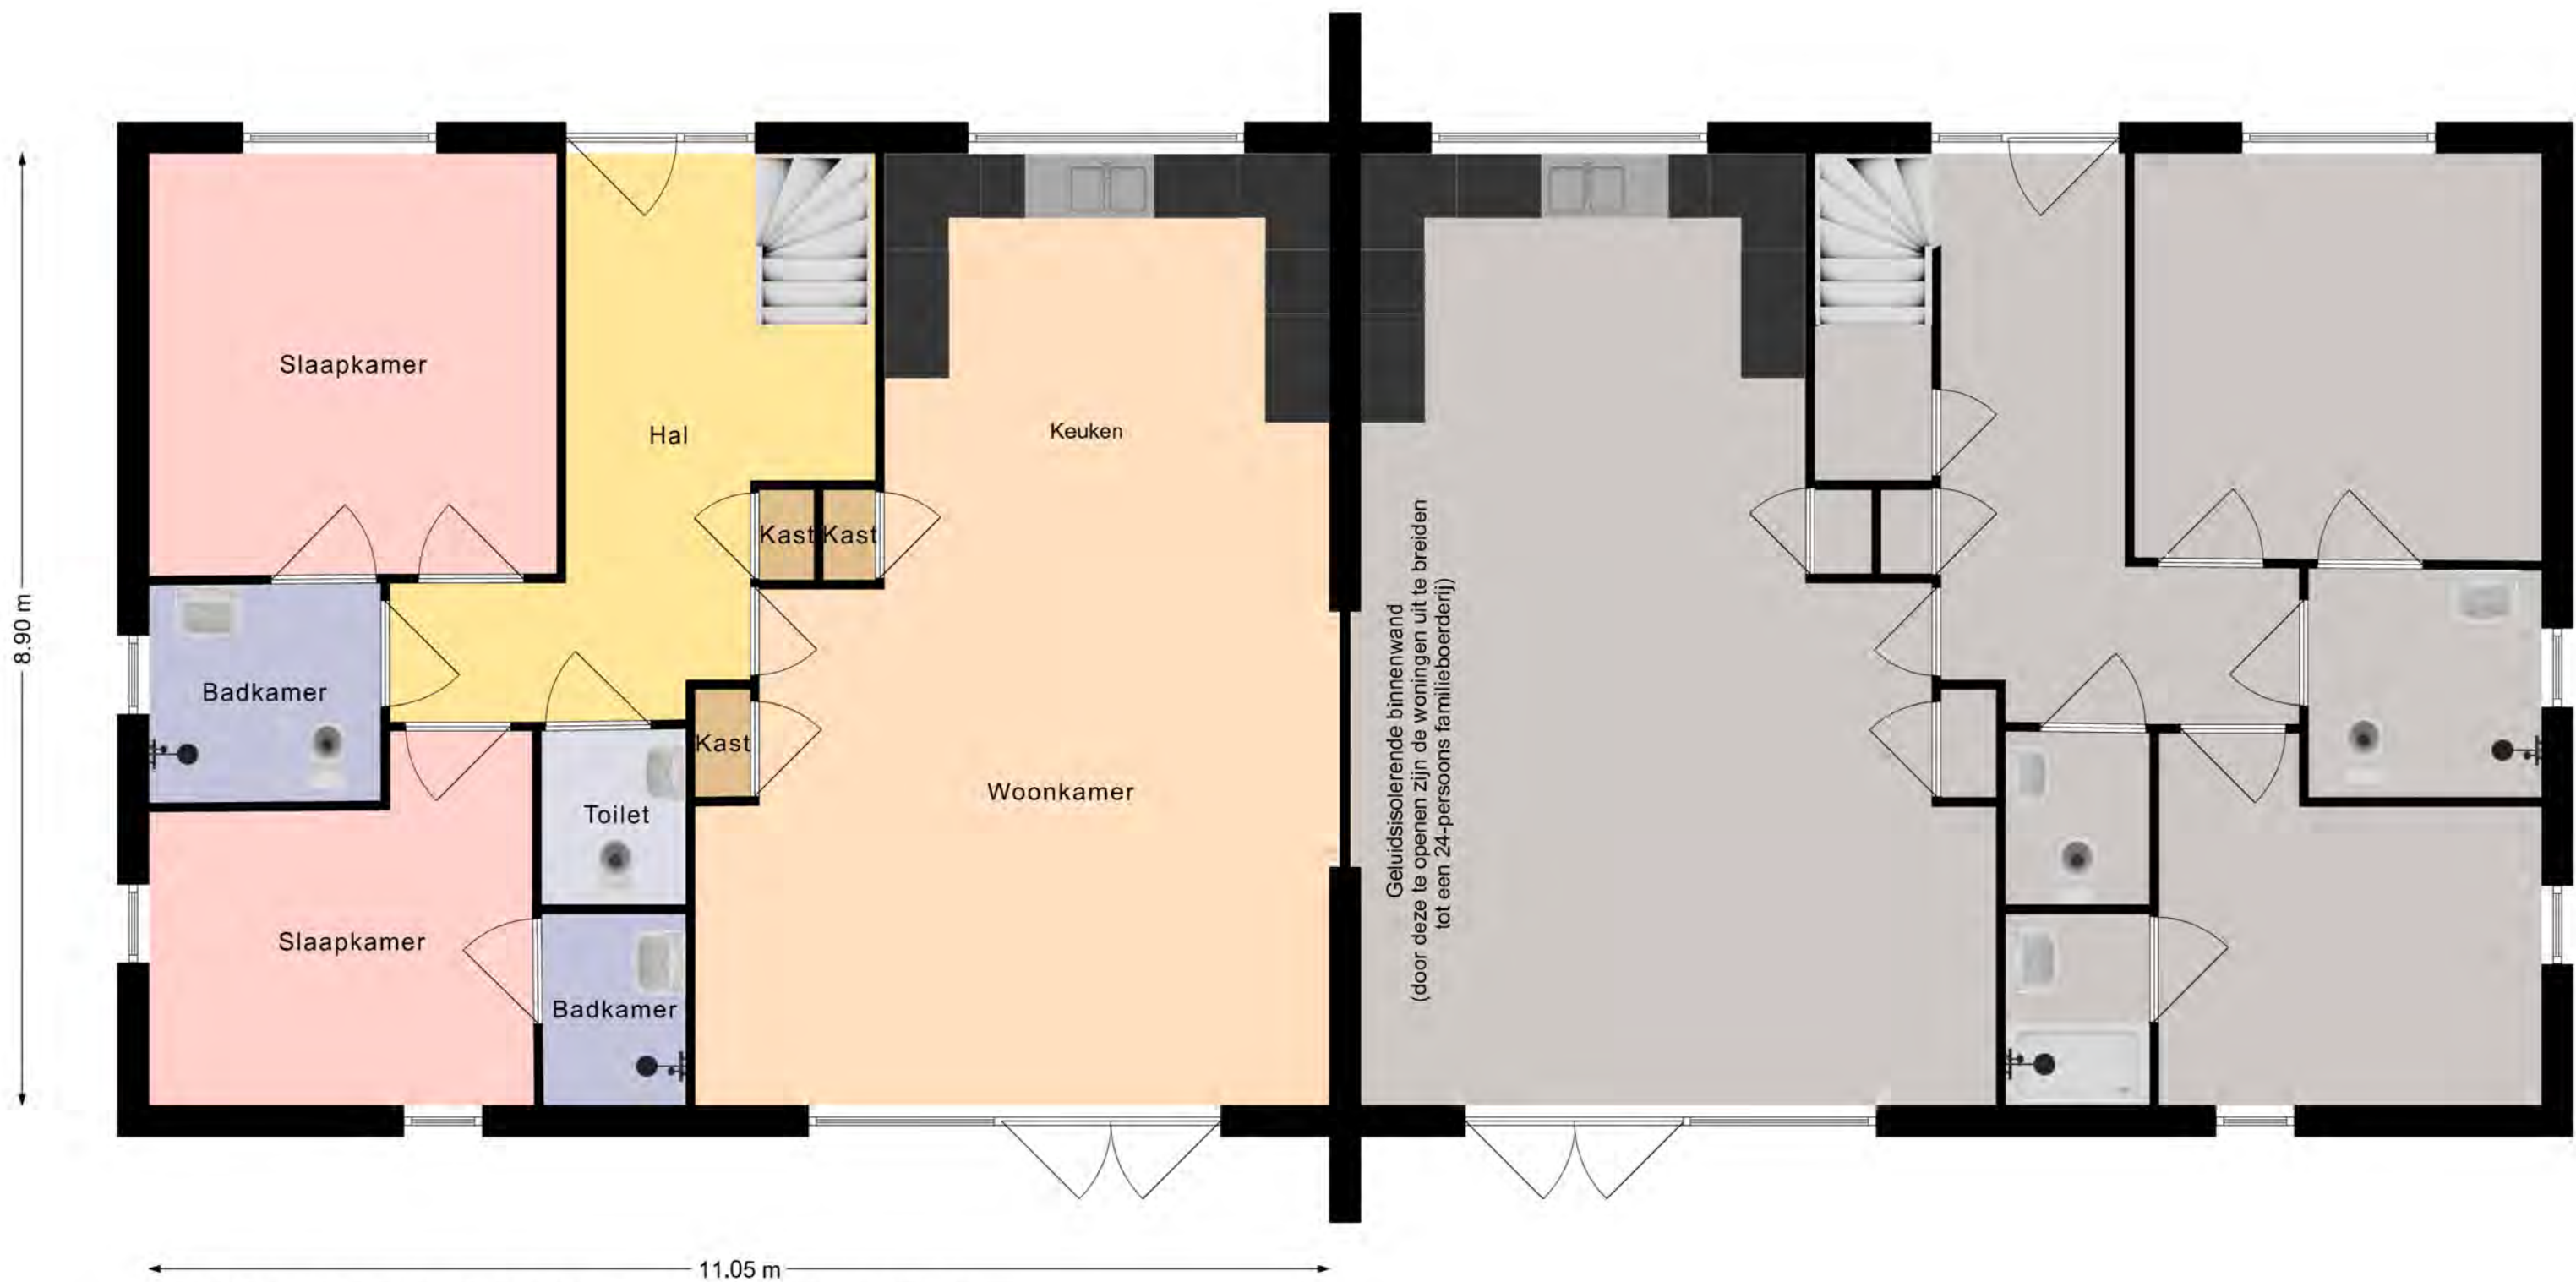 Slaapkamer
Hal
Keuken
Kast
Kast
Badkamer
Kast
Woonkamer
Toilet
Slaapkamer
Badkamer
8.90 m
11.05 m
Geluidsisolerende binnenwand
(door deze te openen zijn de woningen uit te breiden
tot een 24-persoons familieboerderij)